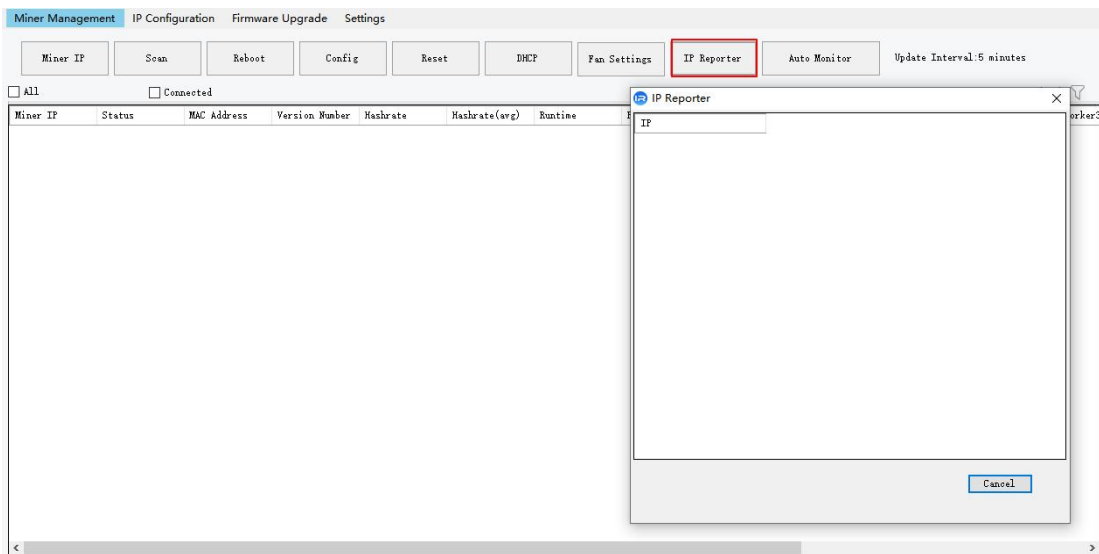 Miner Management IP Configuration Firmware Upgrade Settings
Miner IP Scan Reboot Config Reset DHCP Fan Settings IP Reporter Auto Monitor Update Interval:5 minutes
All Connected
IP Reporter
Miner IP Status MAC Address Version Number Hashrate Hashrate(avg) Runtime
IP
Cancel